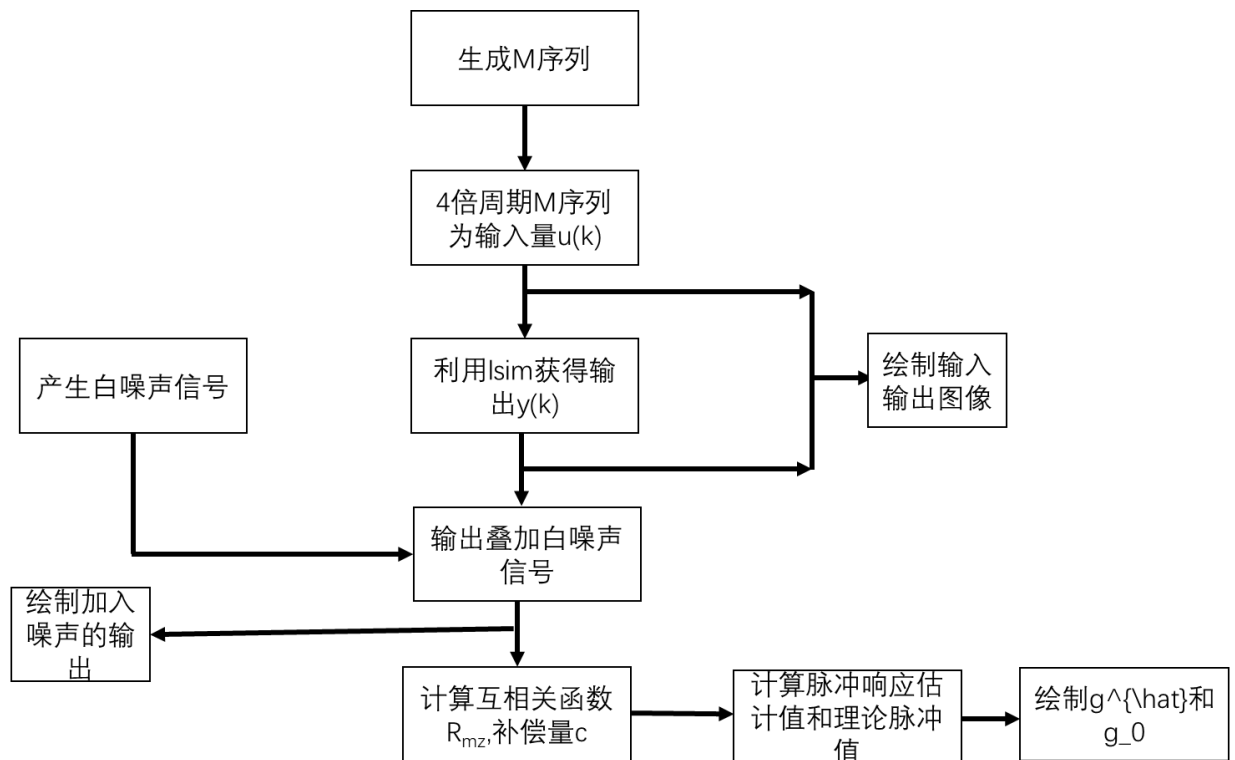 生成M序列
4倍周期M序列
为输入量u(k)
产生白噪声信号
利用lsim获得输
出y(k)
绘制输入
输出图像
输出叠加白噪声
信号
绘制加入
噪声的输
出
计算互相关函数
Rmz,补偿量c
计算脉冲响应估
计值和理论脉冲
值
绘制g^{\hat}和
g_0